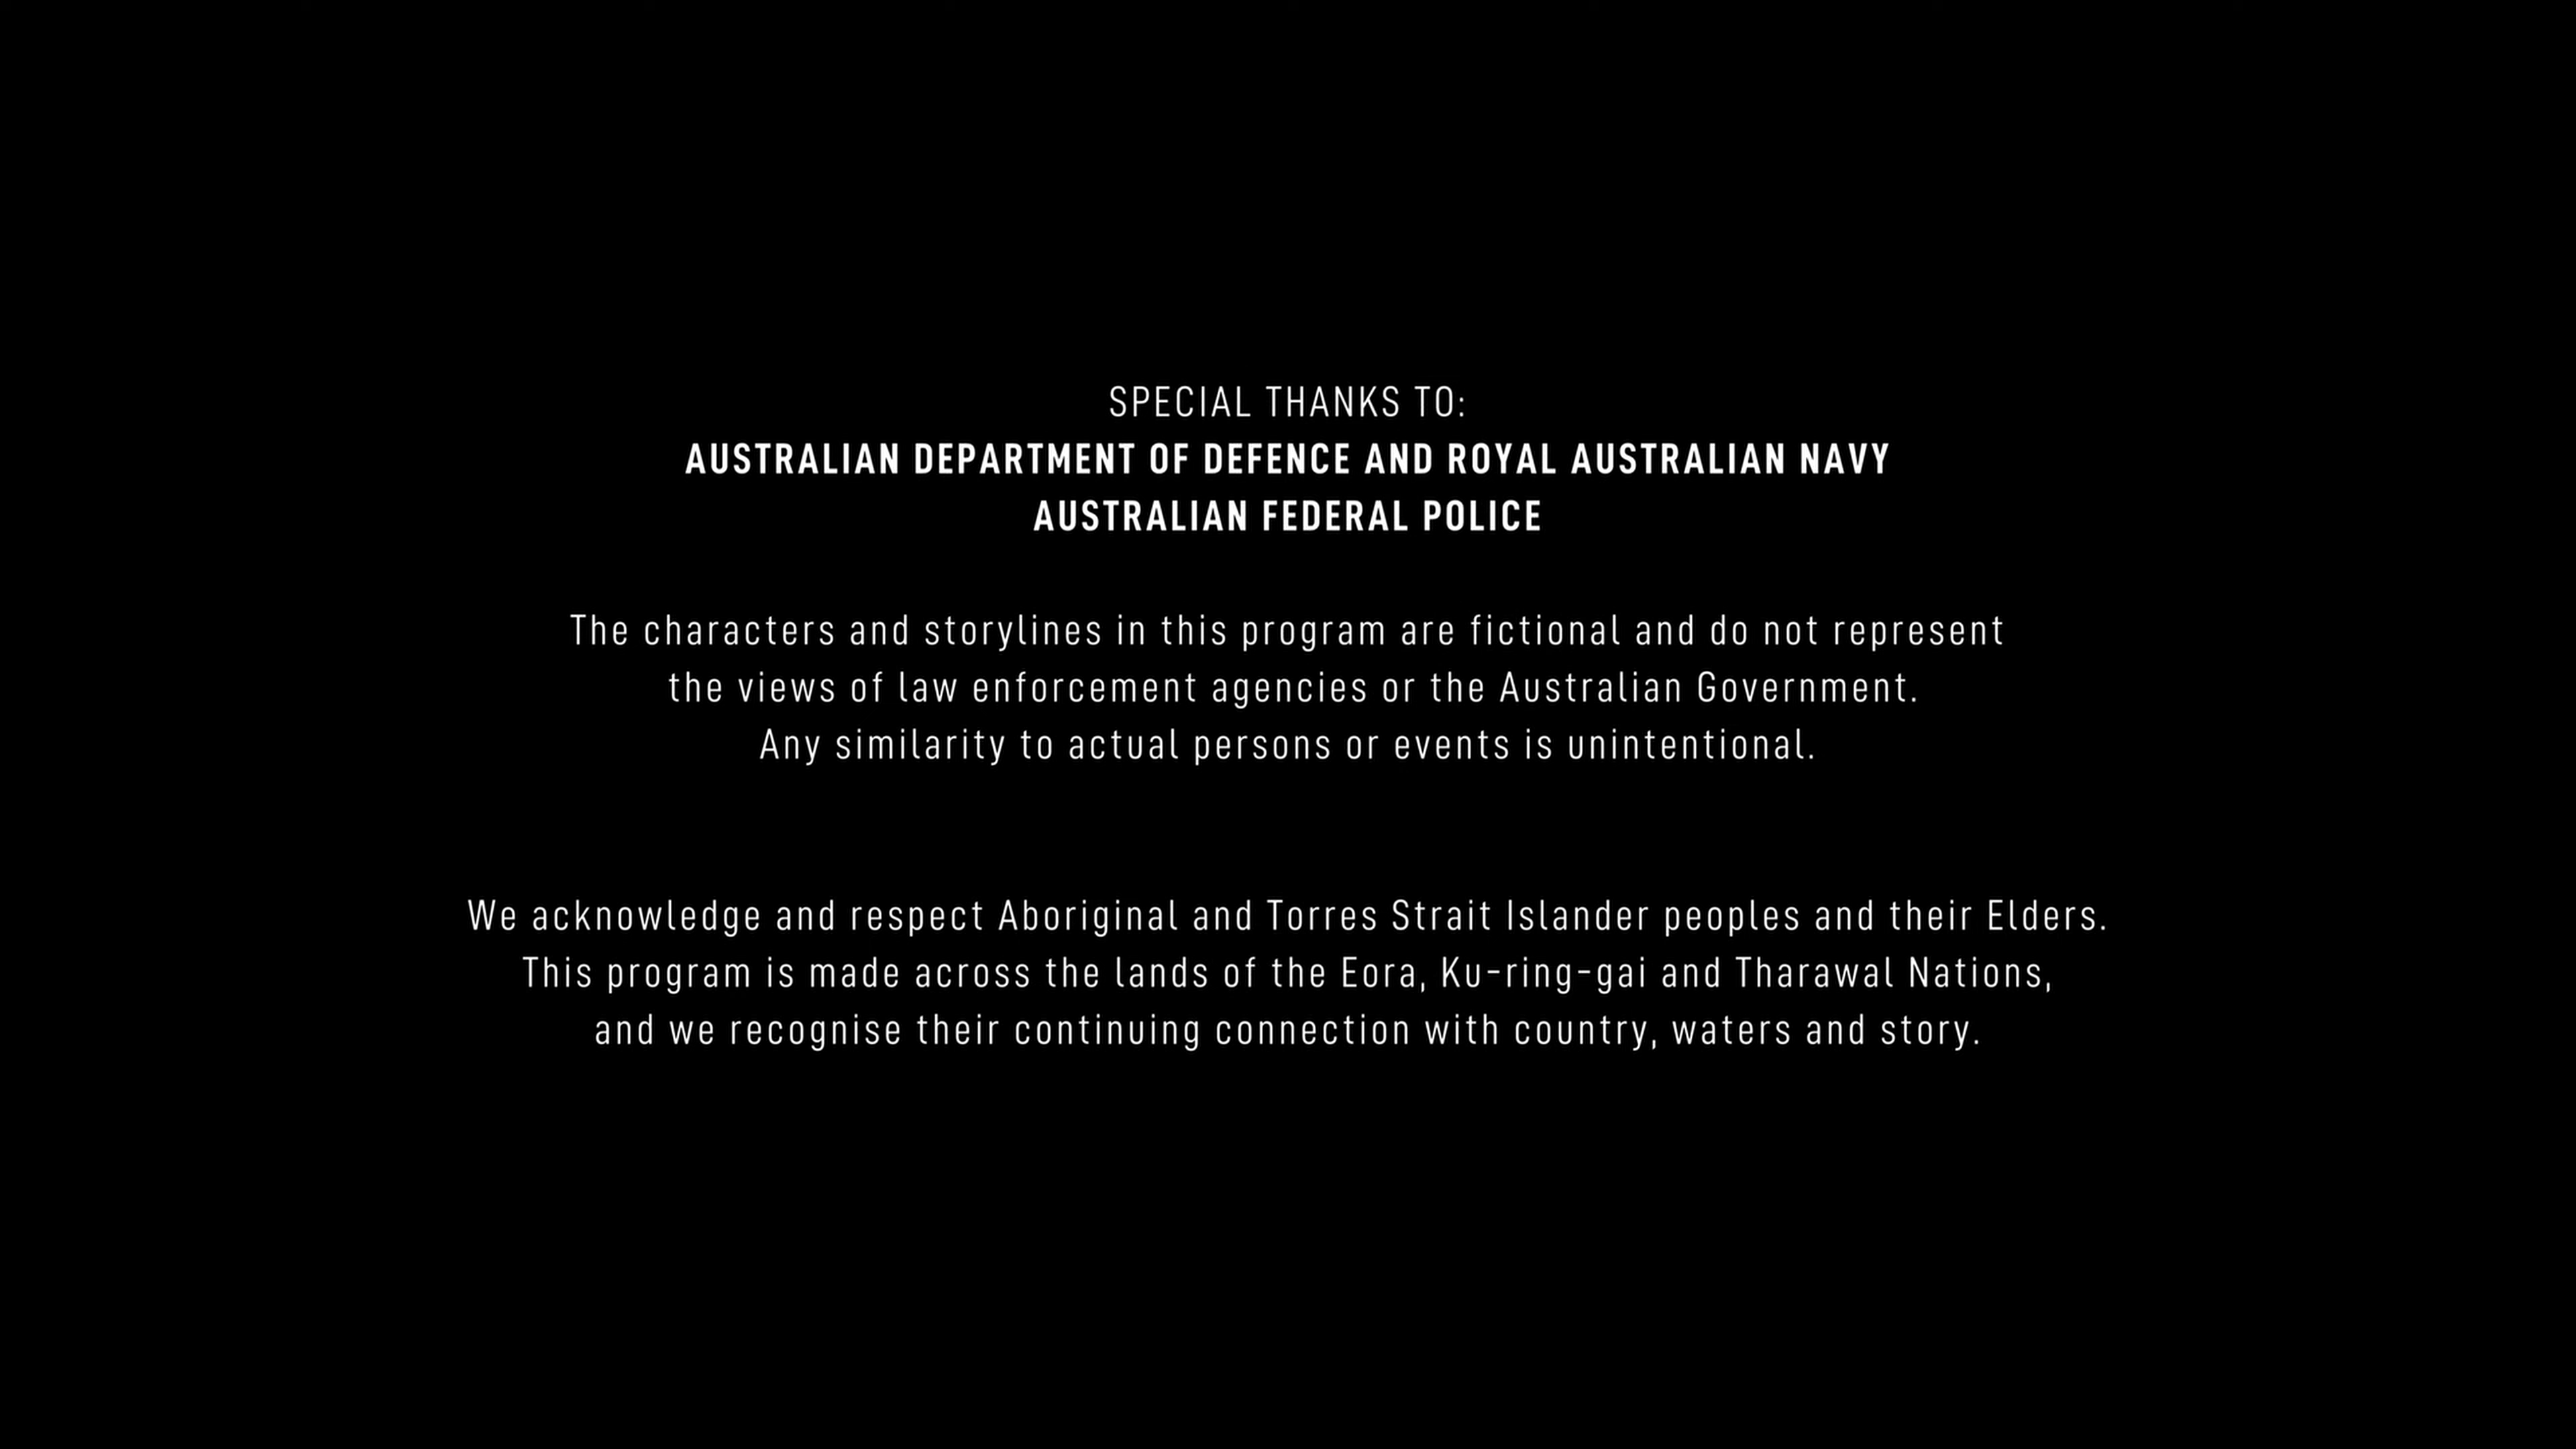 SPECIAL THANKS TO:
AUSTRALIAN DEPARTMENT OF DEFENCE AND ROYAL AUSTRALIAN NAVY
AUSTRALIAN FEDERAL POLICE
The characters and storylines in this program are fictional and do not represent
the views of law enforcement agencies or the Australian Government.
Any similarity to actual persons or events is unintentional.
We acknowledge and respect Aboriginal and Torres Strait Islander peoples and their Elders.
This program is made across the lands of the Eora, Ku-ring-gai and Tharawal Nations,
and we recognise their continuing connection with country, waters and story.